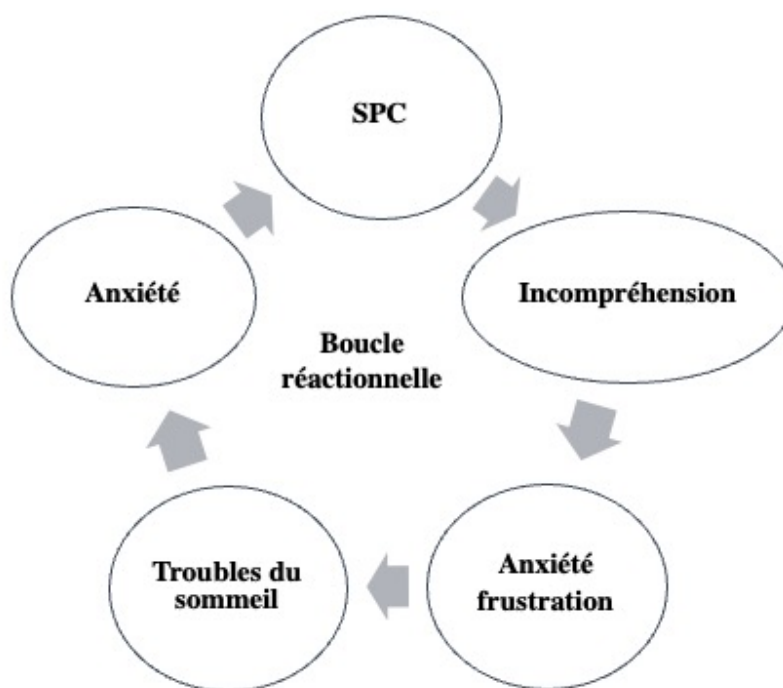 SPC
Incompréhension
Anxiété
frustration
Troubles du
sommeil
Anxiété
Boucle
réactionnelle